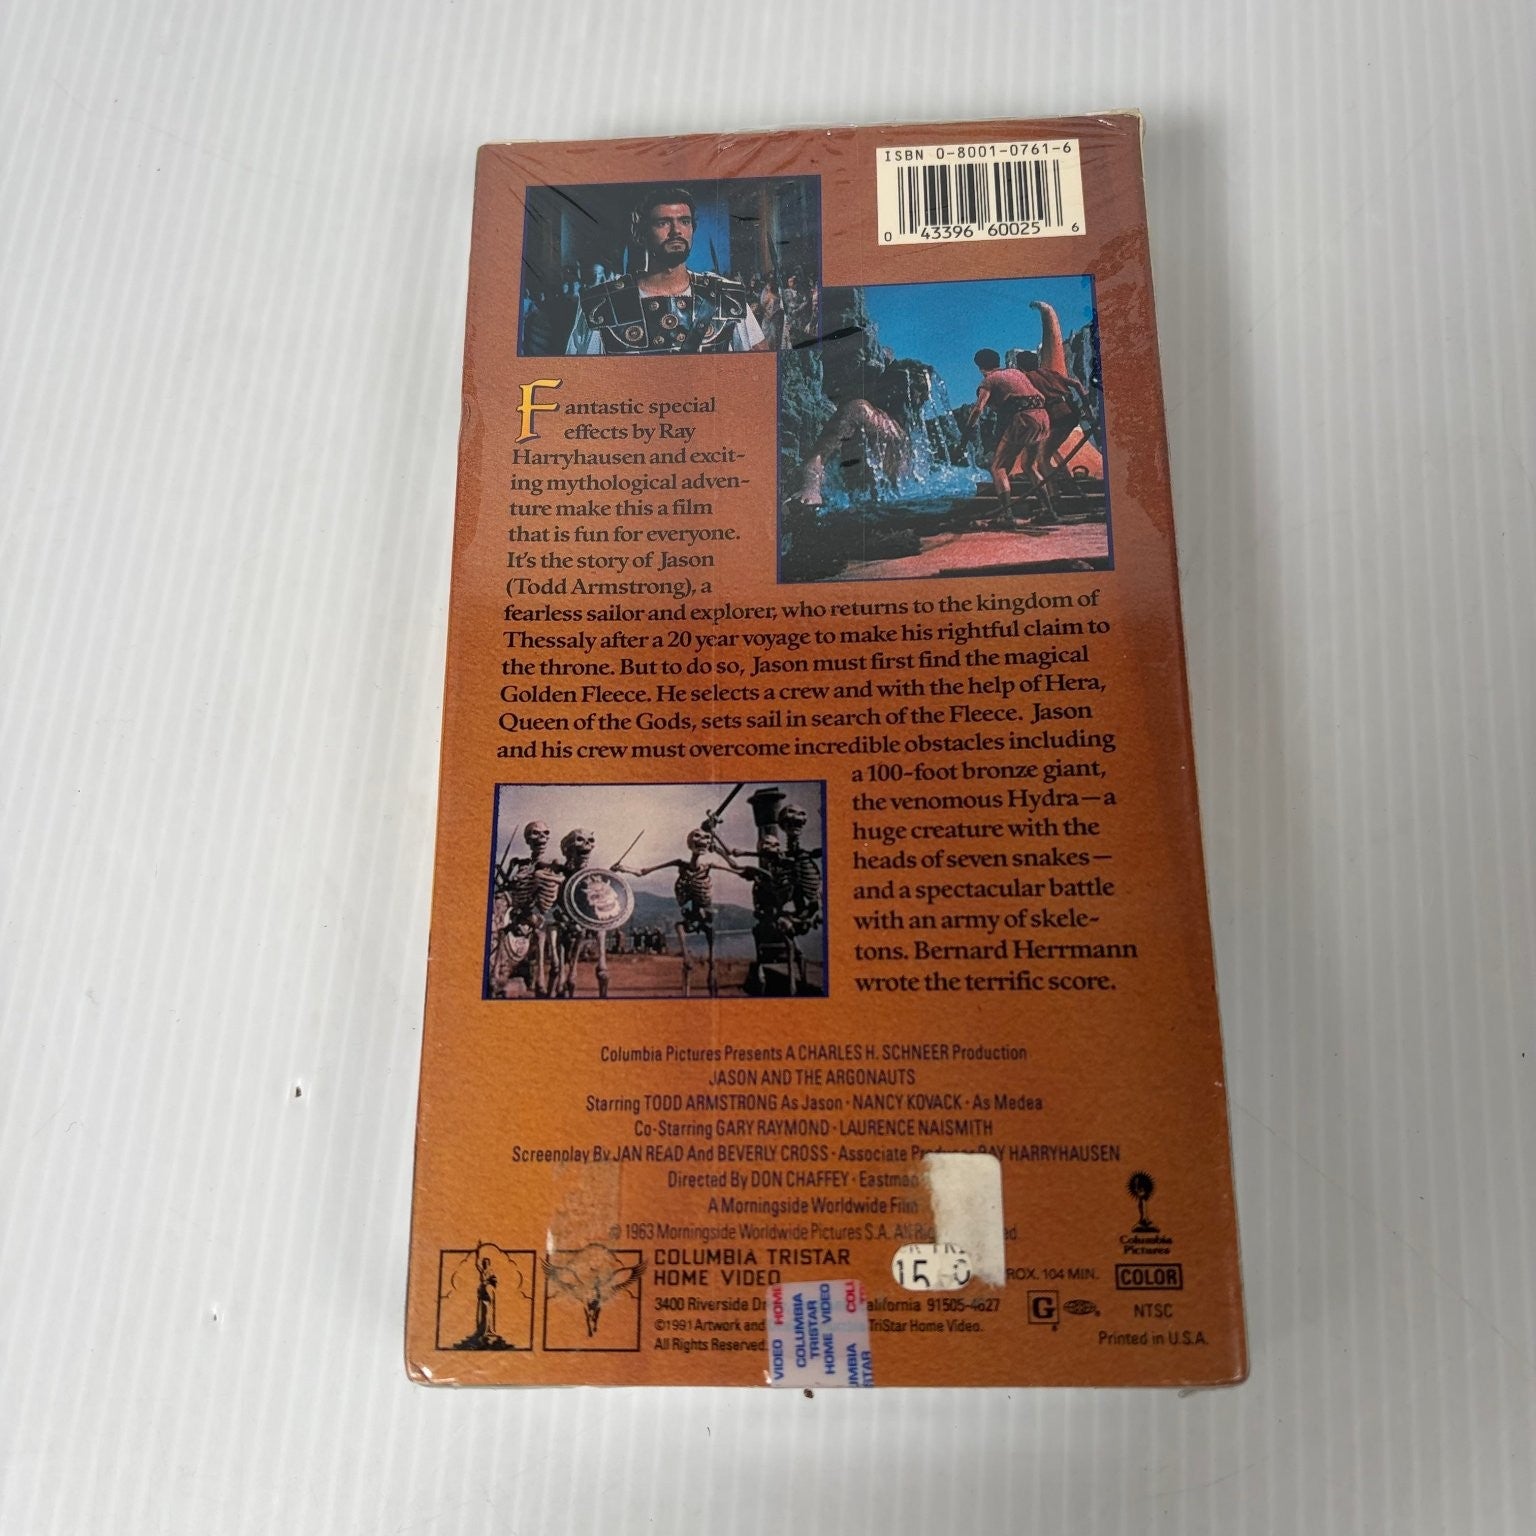 ISBN 0-8001-0761-6
0 43396 60025 6
Fantastic special
effects by Ray
Harryhausen and excit-
ing mythological adven-
ture make this a film
that is fun for everyone.
It's the story of Jason
(Todd Armstrong), a
fearless sailor and explorer, who returns to the kingdom of
Thessaly after a 20 year voyage to make his rightful claim to
the throne. But to do so, Jason must first find the magical
Golden Fleece. He selects a crew and with the help of Hera,
Queen of the Gods, sets sail in search of the Fleece. Jason
and his crew must overcome incredible obstacles including
a 100-foot bronze giant,
the venomous Hydra—a
huge creature with the
heads of seven snakes—
and a spectacular battle
with an army of skele-
tons. Bernard Herrmann
wrote the terrific score.
Columbia Pictures Presents A CHARLES H. SCHNEER Production
JASON AND THE ARGONAUTS
Starring TODD ARMSTRONG As Jason · NANCY KOVACK · As Medea
Co-Starring GARY RAYMOND · LAURENCE NAISMITH
Screenplay By JAN READ And BEVERLY CROSS · Associate Producer RAY HARRYHAUSEN
Directed By DON CHAFFEY · Eastman
A Morningside Worldwide Film
© 1963 Morningside Worldwide Pictures S.A. All
Columbia
Pictures
COLUMBIA TRISTAR
HOME VIDEO
104 MIN.
COLOR
3400 Riverside California 91505-4627
G
NTSC
©1991 Artwork and TriStar Home Video.
All Rights Reserved.
Printed in U.S.A.
VIDEO HOME
COLUMBIA
TRISTAR
HOME VIDEO